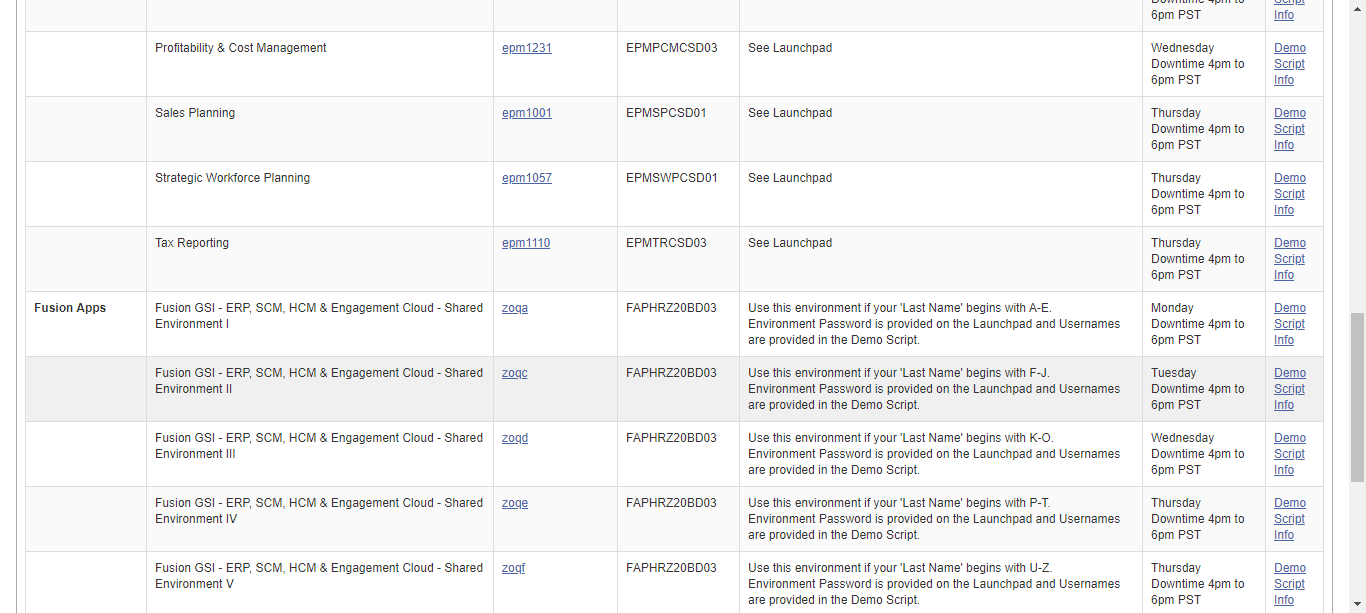 Downtime 4pm to Script
6pm PST Info
Profitability & Cost Management epm1231 EPMPCMCSD03 See Launchpad Wednesday Demo
Downtime 4pm to Script
6pm PST Info
Sales Planning epm1001 EPMSPCSD01 See Launchpad Thursday Demo
Downtime 4pm to Script
6pm PST Info
Strategic Workforce Planning epm1057 EPMSWPCSD01 See Launchpad Thursday Demo
Downtime 4pm to Script
6pm PST Info
Tax Reporting epm1110 EPMTRCSD03 See Launchpad Thursday Demo
Downtime 4pm to Script
6pm PST Info
Fusion Apps Fusion GSI - ERP, SCM, HCM & Engagement Cloud - Shared zoqa FAPHRZ20BD03 Use this environment if your 'Last Name' begins with A-E. Monday Demo
Environment I Environment Password is provided on the Launchpad and Usernames Downtime 4pm to Script
are provided in the Demo Script. 6pm PST Info
Fusion GSI - ERP, SCM, HCM & Engagement Cloud - Shared zoqc FAPHRZ20BD03 Use this environment if your 'Last Name' begins with F-J. Tuesday Demo
Environment II Environment Password is provided on the Launchpad and Usernames Downtime 4pm to Script
are provided in the Demo Script. 6pm PST Info
Fusion GSI - ERP, SCM, HCM & Engagement Cloud - Shared zoqd FAPHRZ20BD03 Use this environment if your 'Last Name' begins with K-O. Wednesday Demo
Environment III Environment Password is provided on the Launchpad and Usernames Downtime 4pm to Script
are provided in the Demo Script. 6pm PST Info
Fusion GSI - ERP, SCM, HCM & Engagement Cloud - Shared zoqe FAPHRZ20BD03 Use this environment if your 'Last Name' begins with P-T. Thursday Demo
Environment IV Environment Password is provided on the Launchpad and Usernames Downtime 4pm to Script
are provided in the Demo Script. 6pm PST Info
Fusion GSI - ERP, SCM, HCM & Engagement Cloud - Shared zoqf FAPHRZ20BD03 Use this environment if your 'Last Name' begins with U-Z. Thursday Demo
Environment V Environment Password is provided on the Launchpad and Usernames Downtime 4pm to Script
are provided in the Demo Script. 6pm PST Info